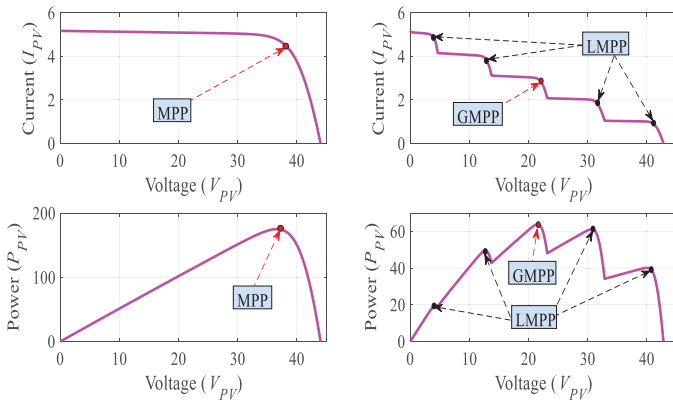 6
4
2
0
Current (I_PV)
MPP
0 10 20 30 40
Voltage (V_PV)
6
4
2
0
Current (I_PV)
LMPP
GMPP
0 10 20 30 40
Voltage (V_PV)
200
100
0
Power (P_PV)
MPP
0 10 20 30 40
Voltage (V_PV)
60
40
20
0
Power (P_PV)
GMPP
LMPP
0 10 20 30 40
Voltage (V_PV)